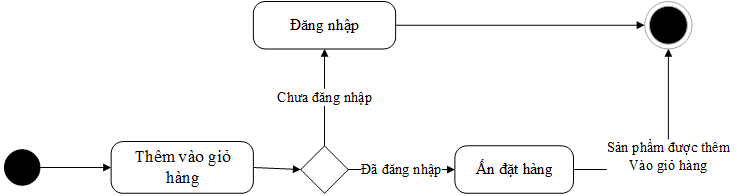 Đăng nhập
Chưa đăng nhập
Thêm vào giỏ
hàng
Đã đăng nhập
Ấn đặt hàng
Sản phẩm được thêm
Vào giỏ hàng